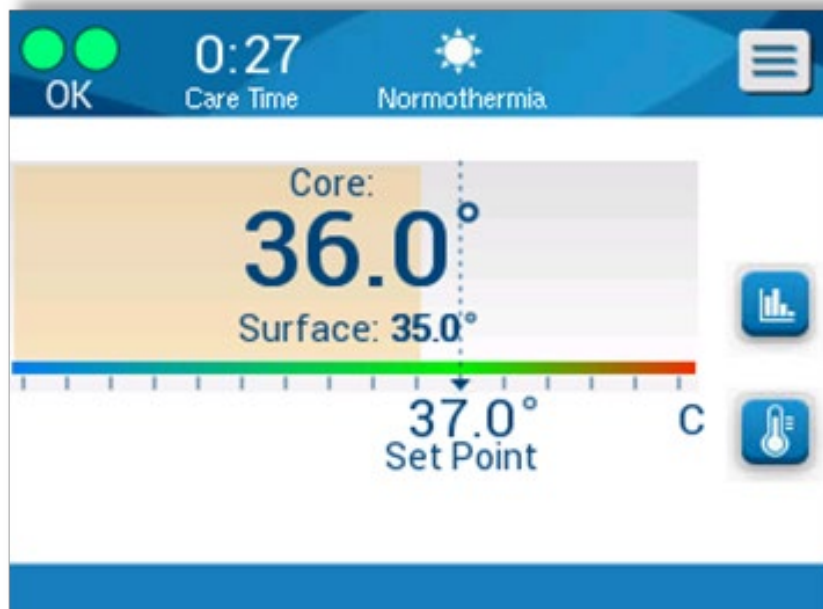 OK
0:27
Care Time
Normothermia
Core:
36.0°
Surface: 35.0°
37.0°
C
Set Point